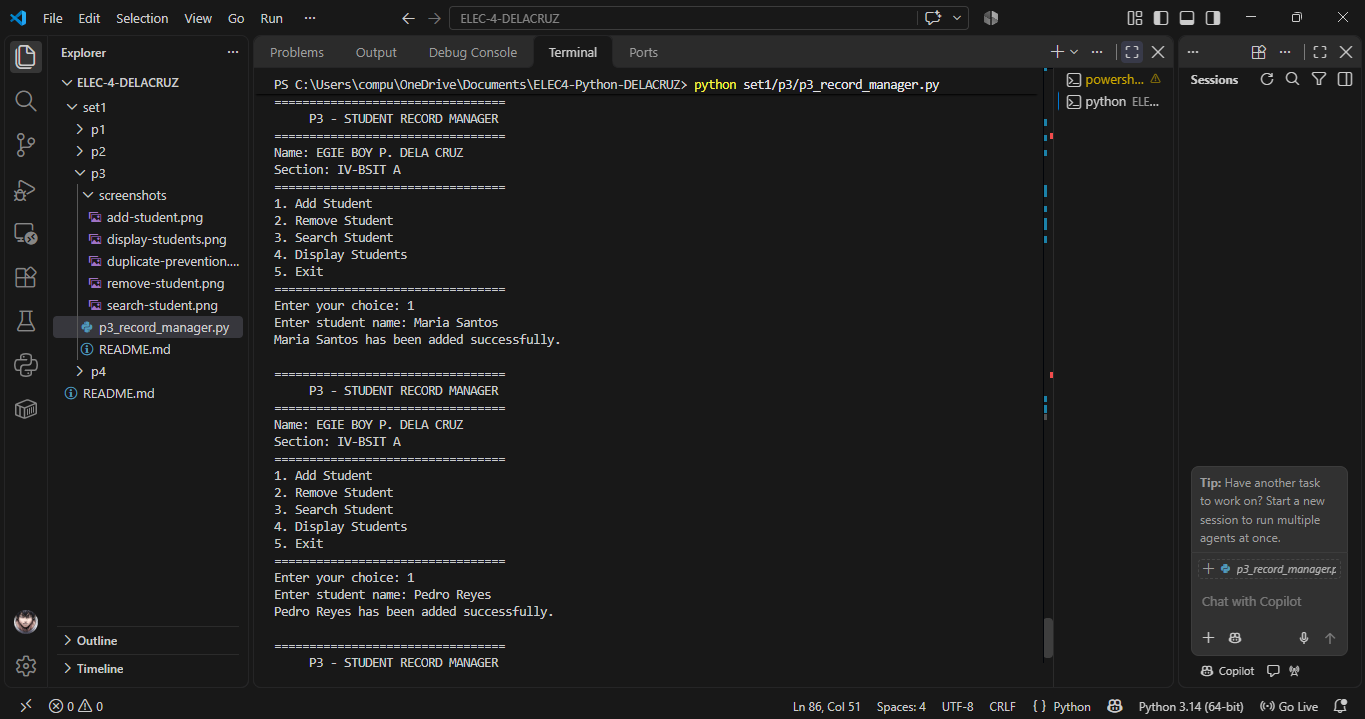 File Edit Selection View Go Run ···
ELEC-4-DELACRUZ
Explorer
ELEC-4-DELACRUZ
set1
p1
p2
p3
screenshots
add-student.png
display-students.png
duplicate-prevention....
remove-student.png
search-student.png
p3_record_manager.py
README.md
p4
README.md
Outline
Timeline
Problems Output Debug Console Terminal Ports
PS C:\Users\compu\OneDrive\Documents\ELEC4-Python-DELACRUZ> python set1/p3/p3_record_manager.py
=================================
P3 - STUDENT RECORD MANAGER
=================================
Name: EGIE BOY P. DELA CRUZ
Section: IV-BSIT A
=================================
1. Add Student
2. Remove Student
3. Search Student
4. Display Students
5. Exit
=================================
Enter your choice: 1
Enter student name: Maria Santos
Maria Santos has been added successfully.
=================================
P3 - STUDENT RECORD MANAGER
=================================
Name: EGIE BOY P. DELA CRUZ
Section: IV-BSIT A
=================================
1. Add Student
2. Remove Student
3. Search Student
4. Display Students
5. Exit
=================================
Enter your choice: 1
Enter student name: Pedro Reyes
Pedro Reyes has been added successfully.
=================================
P3 - STUDENT RECORD MANAGER
powersh...
python ELE...
Sessions
Tip: Have another task
to work on? Start a new
session to run multiple
agents at once.
p3_record_manager.p
Chat with Copilot
Copilot
0 0
Ln 86, Col 51 Spaces: 4 UTF-8 CRLF { } Python Python 3.14 (64-bit) Go Live